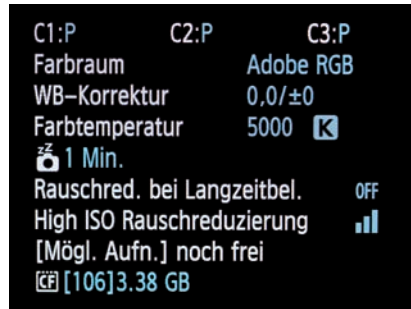 C1:P C2:P C3:P
Farbraum Adobe RGB
WB-Korrektur 0,0/±0
Farbtemperatur 5000 K
zZ 1 Min.
Rauschred. bei Langzeitbel. OFF
High ISO Rauschreduzierung
[Mögl. Aufn.] noch frei
CF [106]3.38 GB